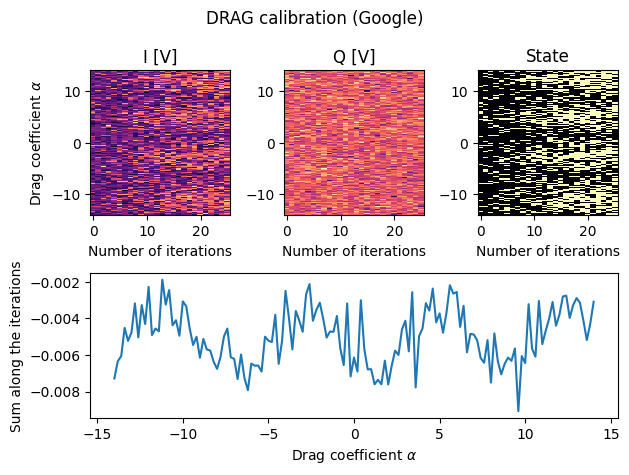 DRAG calibration (Google)
I [V]
Q [V]
State
Drag coefficient α
10
0
−10
0
10
20
Number of iterations
10
0
−10
0
10
20
Number of iterations
10
0
−10
0
10
20
Number of iterations
Sum along the iterations
−0.002
−0.004
−0.006
−0.008
−15
−10
−5
0
5
10
15
Drag coefficient α